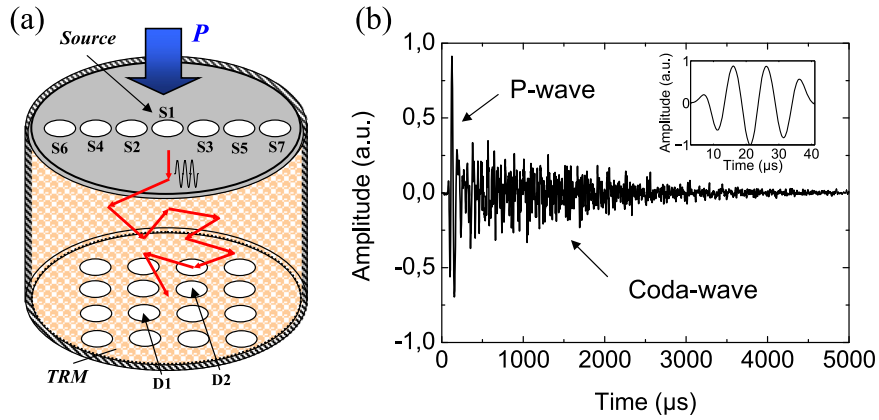 (a)
Source
P
S1
S6 S4 S2 S3 S5 S7
TRM
D1
D2
(b)
Amplitude (a.u.)
1,0
0,5
0,0
-0,5
-1,0
P-wave
Coda-wave
Amplitude (a.u.)
1
0
-1
10 20 30 40
Time (µs)
0 1000 2000 3000 4000 5000
Time (µs)